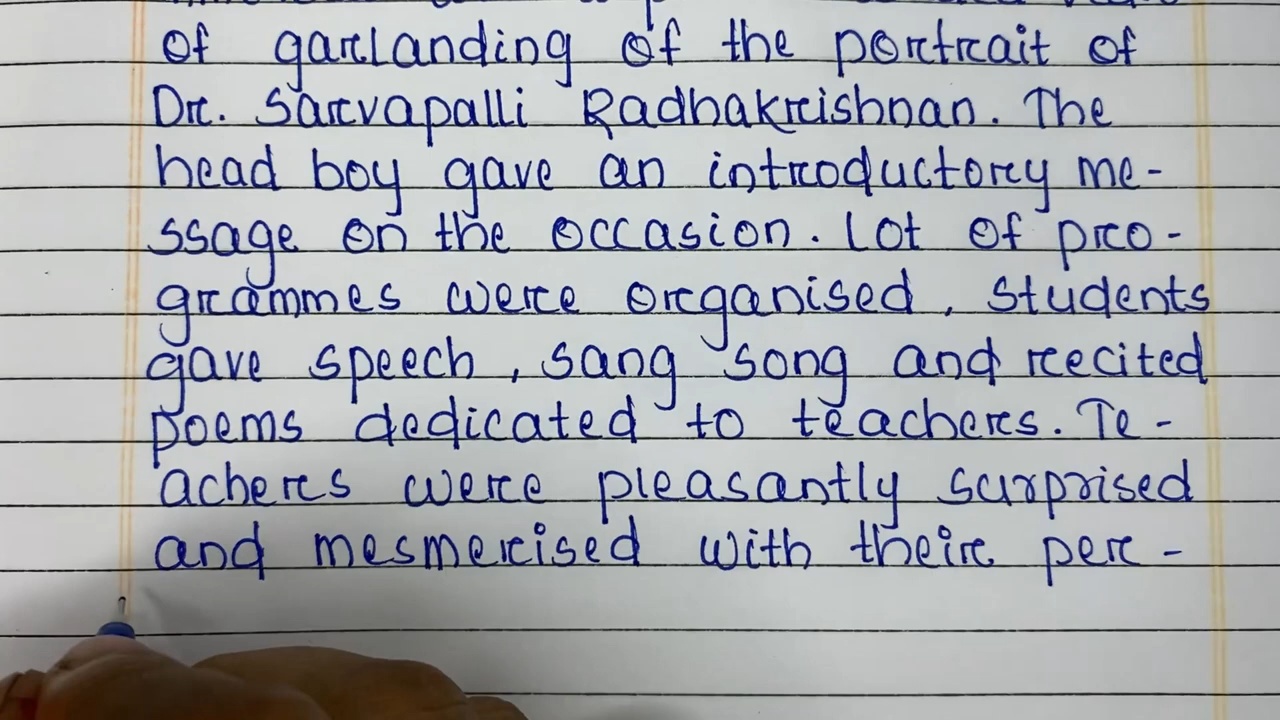 of garlanding of the portrait of
Dr. Sarvapalli Radhakrishnan. The
head boy gave an introductory me-
ssage on the occasion. Lot of pro-
grammes were organised, students
gave speech, sang song and recited
poems dedicated to teachers. Te-
achers were pleasantly surprised
and mesmerised with their per-